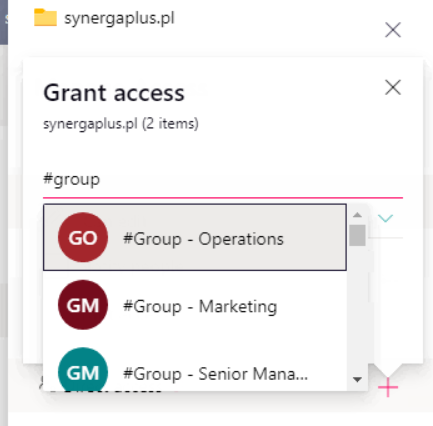 synergaplus.pl
Grant access
synergaplus.pl (2 items)
#group
GO #Group - Operations
GM #Group - Marketing
GM #Group - Senior Mana...